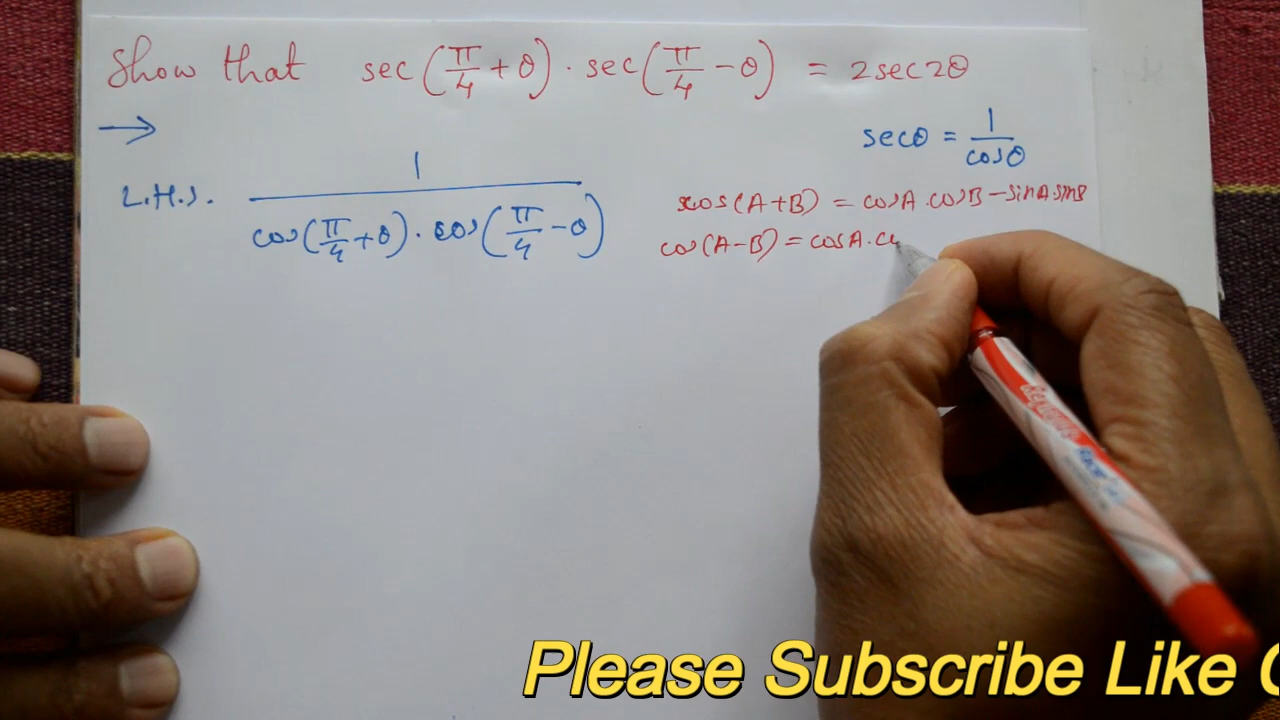 Show that sec(π/4 + θ) · sec(π/4 − θ) = 2sec2θ
→
secθ = 1/cosθ
L.H.S. 1/(cos(π/4 + θ) · cos(π/4 − θ))
cos(A+B) = cosA · cosB − sinA · sinB
cos(A−B) = cosA · c
Please Subscribe Like